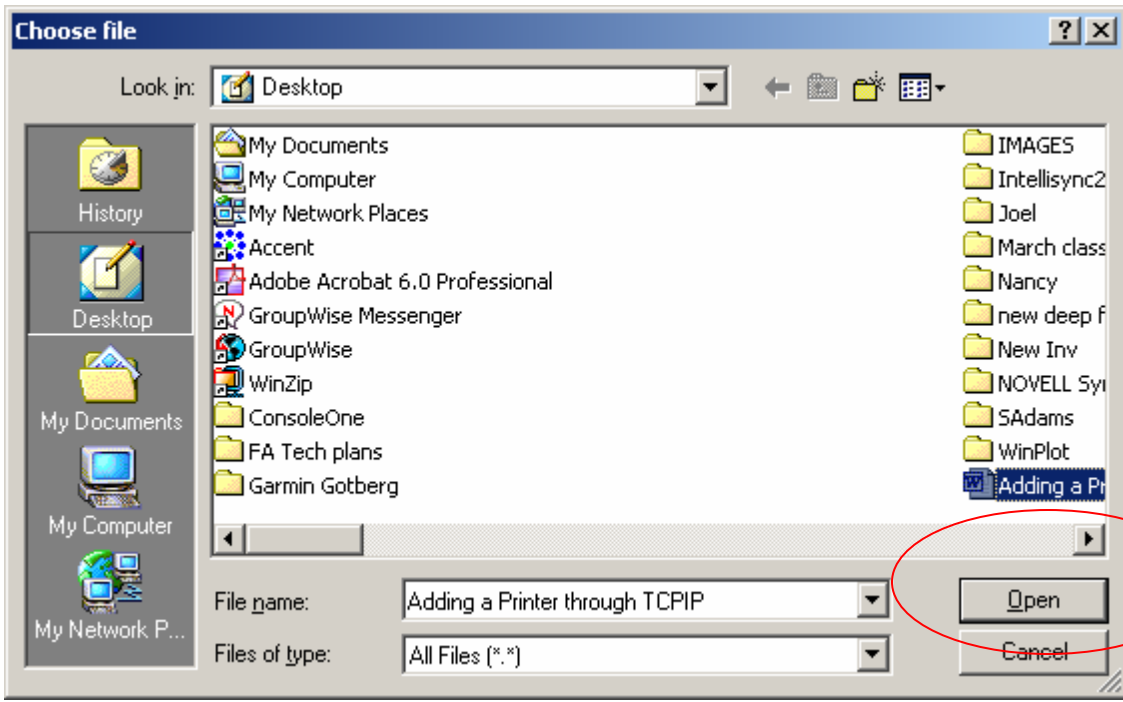 Choose file
Look in:
Desktop
History
Desktop
My Documents
My Computer
My Network P...
My Documents
My Computer
My Network Places
Accent
Adobe Acrobat 6.0 Professional
GroupWise Messenger
GroupWise
WinZip
ConsoleOne
FA Tech plans
Garmin Gotberg
IMAGES
Intellisync2
Joel
March class
Nancy
new deep f
New Inv
NOVELL Syn
SAdams
WinPlot
Adding a Pr
File name:
Adding a Printer through TCPIP
Open
Files of type:
All Files (*.*)
Cancel